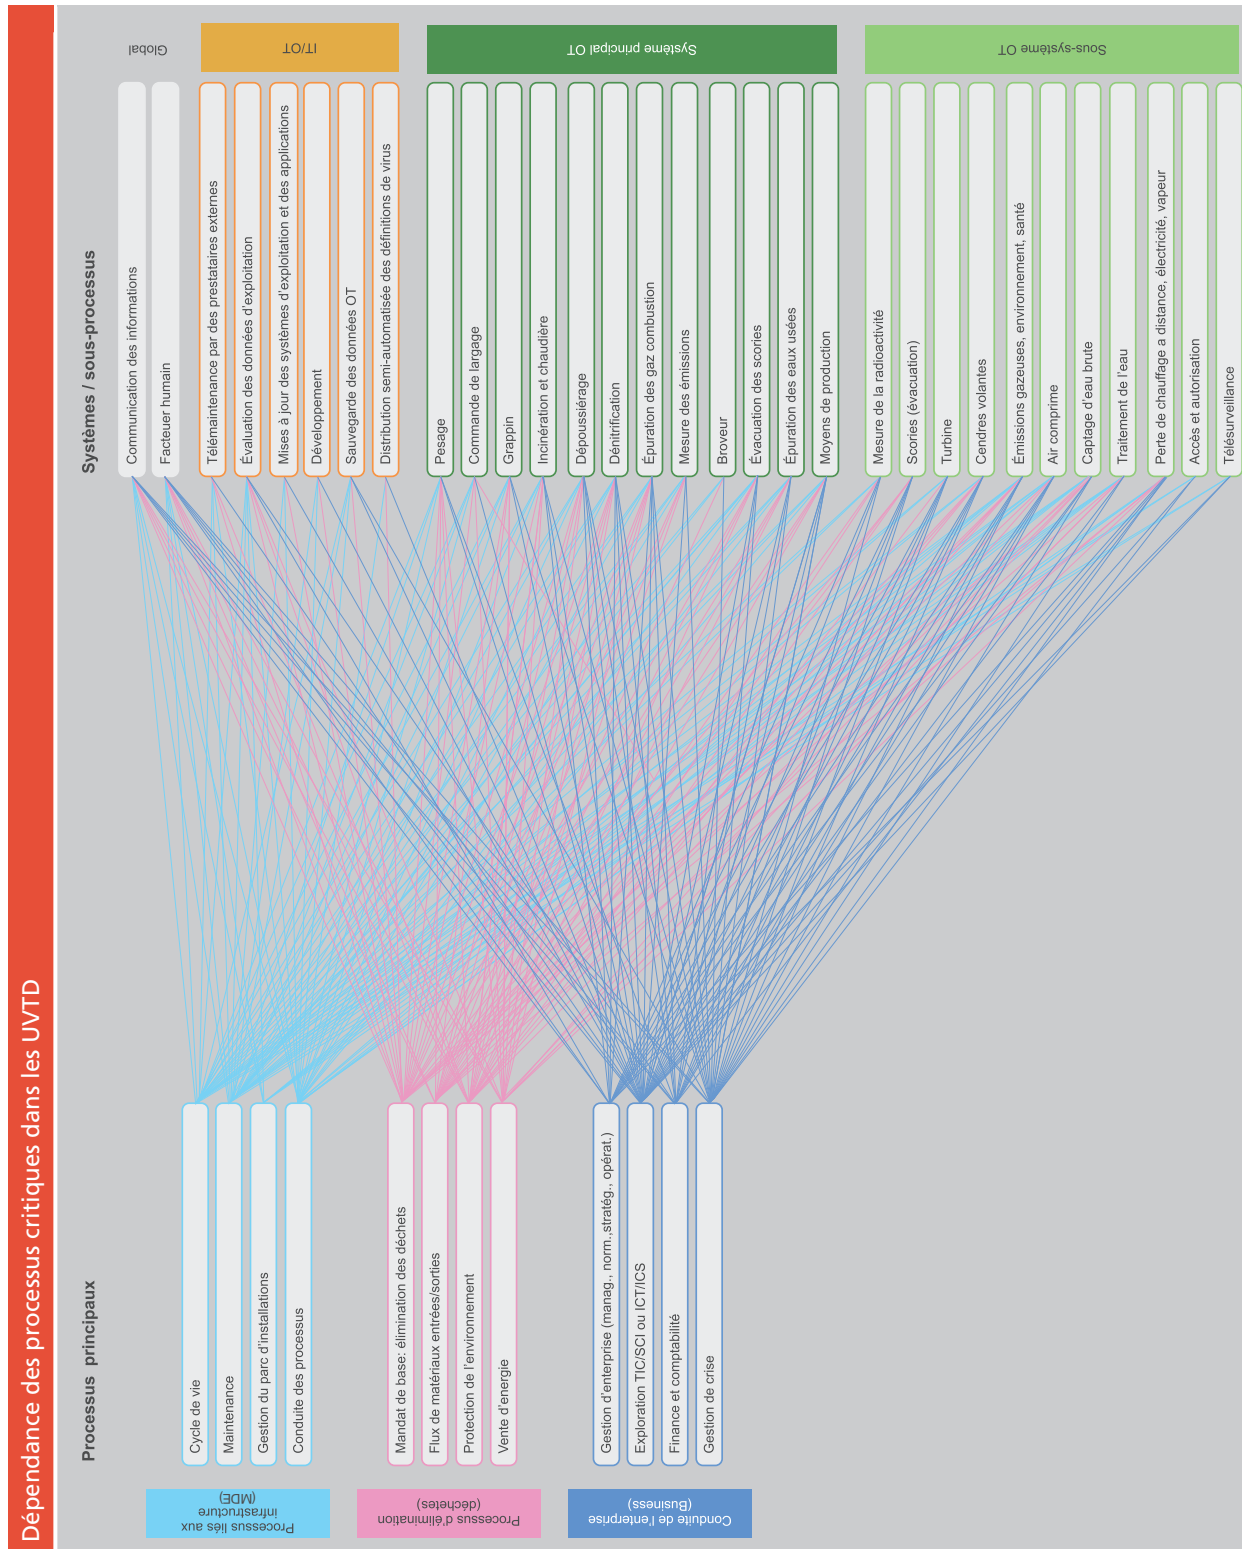 Dépendance des processus critiques dans les UVTD
Processus principaux
Systèmes / sous-processus
Processus liés aux
infrastructure
(MDE)
Cycle de vie
Maintenance
Gestion du parc d'installations
Conduite des processus
Processus d'élimination
(déchetes)
Mandat de base: élimination des déchets
Flux de matériaux entrées/sorties
Protection de l'environnement
Vente d'energie
Conduite de l'enterprise
(Business)
Gestion d'enterprise (manag., norm.,stratég., opérat.)
Exploration TIC/SCI ou ICT/ICS
Finance et comptabilité
Gestion de crise
Global
Communication des informations
Facteuer humain
IT/OT
Télémaintenance par des prestataires externes
Évaluation des données d'exploitation
Mises à jour des systèmes d'exploitation et des applications
Développement
Sauvegarde des données OT
Distribution semi-automatisée des définitions de virus
Système principal OT
Pesage
Commande de largage
Grappin
Incinération et chaudière
Dépoussiérage
Dénitrification
Épuration des gaz combustion
Mesure des émissions
Broveur
Évacuation des scories
Épuration des eaux usées
Moyens de production
Sous-système OT
Mesure de la radioactivité
Scories (évacuation)
Turbine
Cendres volantes
Émissions gazeuses, environnement, santé
Air comprime
Captage d'eau brute
Traitement de l'eau
Perte de chauffage a distance, électricité, vapeur
Accès et autorisation
Télésurveillance